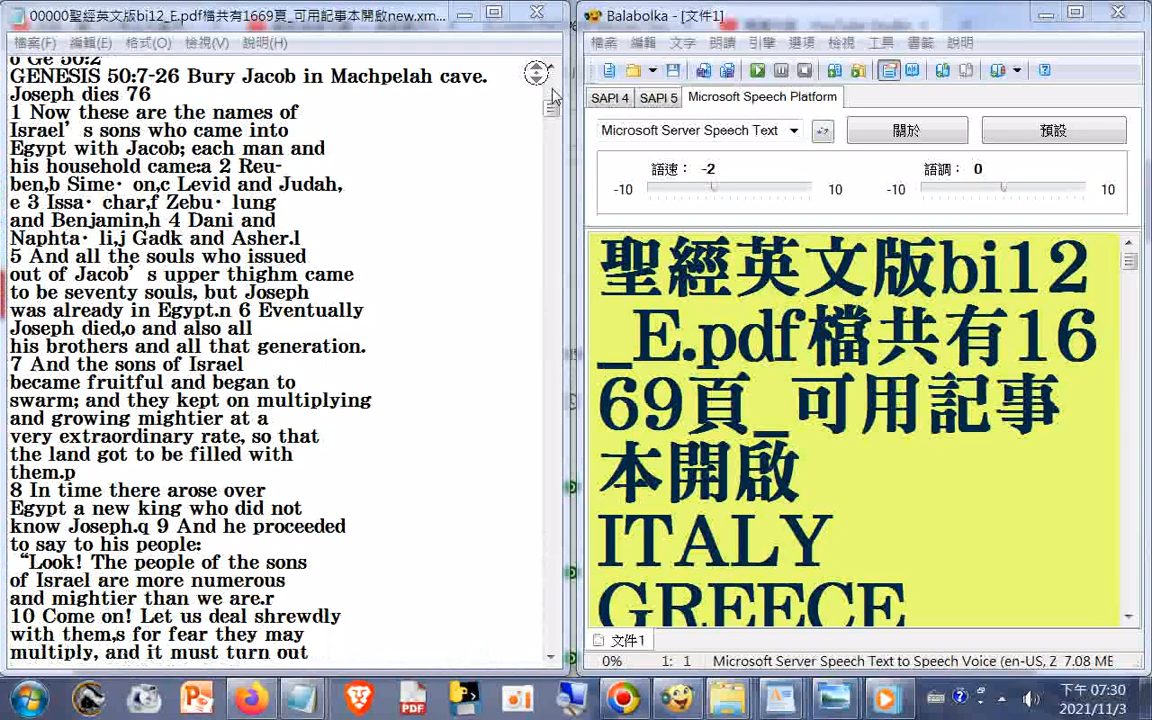 00000聖經英文版bi12_E.pdf檔共有1669頁_可用記事本開啟new.xm...
檔案(F) 編輯(E) 格式(O) 檢視(V) 說明(H)
o Ge 50:2
GENESIS 50:7-26 Bury Jacob in Machpelah cave.
Joseph dies 76
1 Now these are the names of
Israel’s sons who came into
Egypt with Jacob; each man and
his household came:a 2 Reu-
ben,b Sime·on,c Levid and Judah,
e 3 Issa·char,f Zebu·lung
and Benjamin,h 4 Dani and
Naphta·li,j Gadk and Asher.l
5 And all the souls who issued
out of Jacob’s upper thighm came
to be seventy souls, but Joseph
was already in Egypt.n 6 Eventually
Joseph died,o and also all
his brothers and all that generation.
7 And the sons of Israel
became fruitful and began to
swarm; and they kept on multiplying
and growing mightier at a
very extraordinary rate, so that
the land got to be filled with
them.p
8 In time there arose over
Egypt a new king who did not
know Joseph.q 9 And he proceeded
to say to his people:
“Look! The people of the sons
of Israel are more numerous
and mightier than we are.r
10 Come on! Let us deal shrewdly
with them,s for fear they may
multiply, and it must turn out
Balabolka - [文件1]
檔案 編輯 文字 朗讀 引擎 選項 檢視 工具 書籤 說明
SAPI 4 SAPI 5 Microsoft Speech Platform
Microsoft Server Speech Text 關於 預設
語速： -2 語調： 0
-10 10 -10 10
聖經英文版bi12
_E.pdf檔共有16
69頁_可用記事
本開啟
ITALY
GREECE
文件1
0% 1: 1 Microsoft Server Speech Text to Speech Voice (en-US, Z 7.08 ME
PDF
下午 07:30
2021/11/3